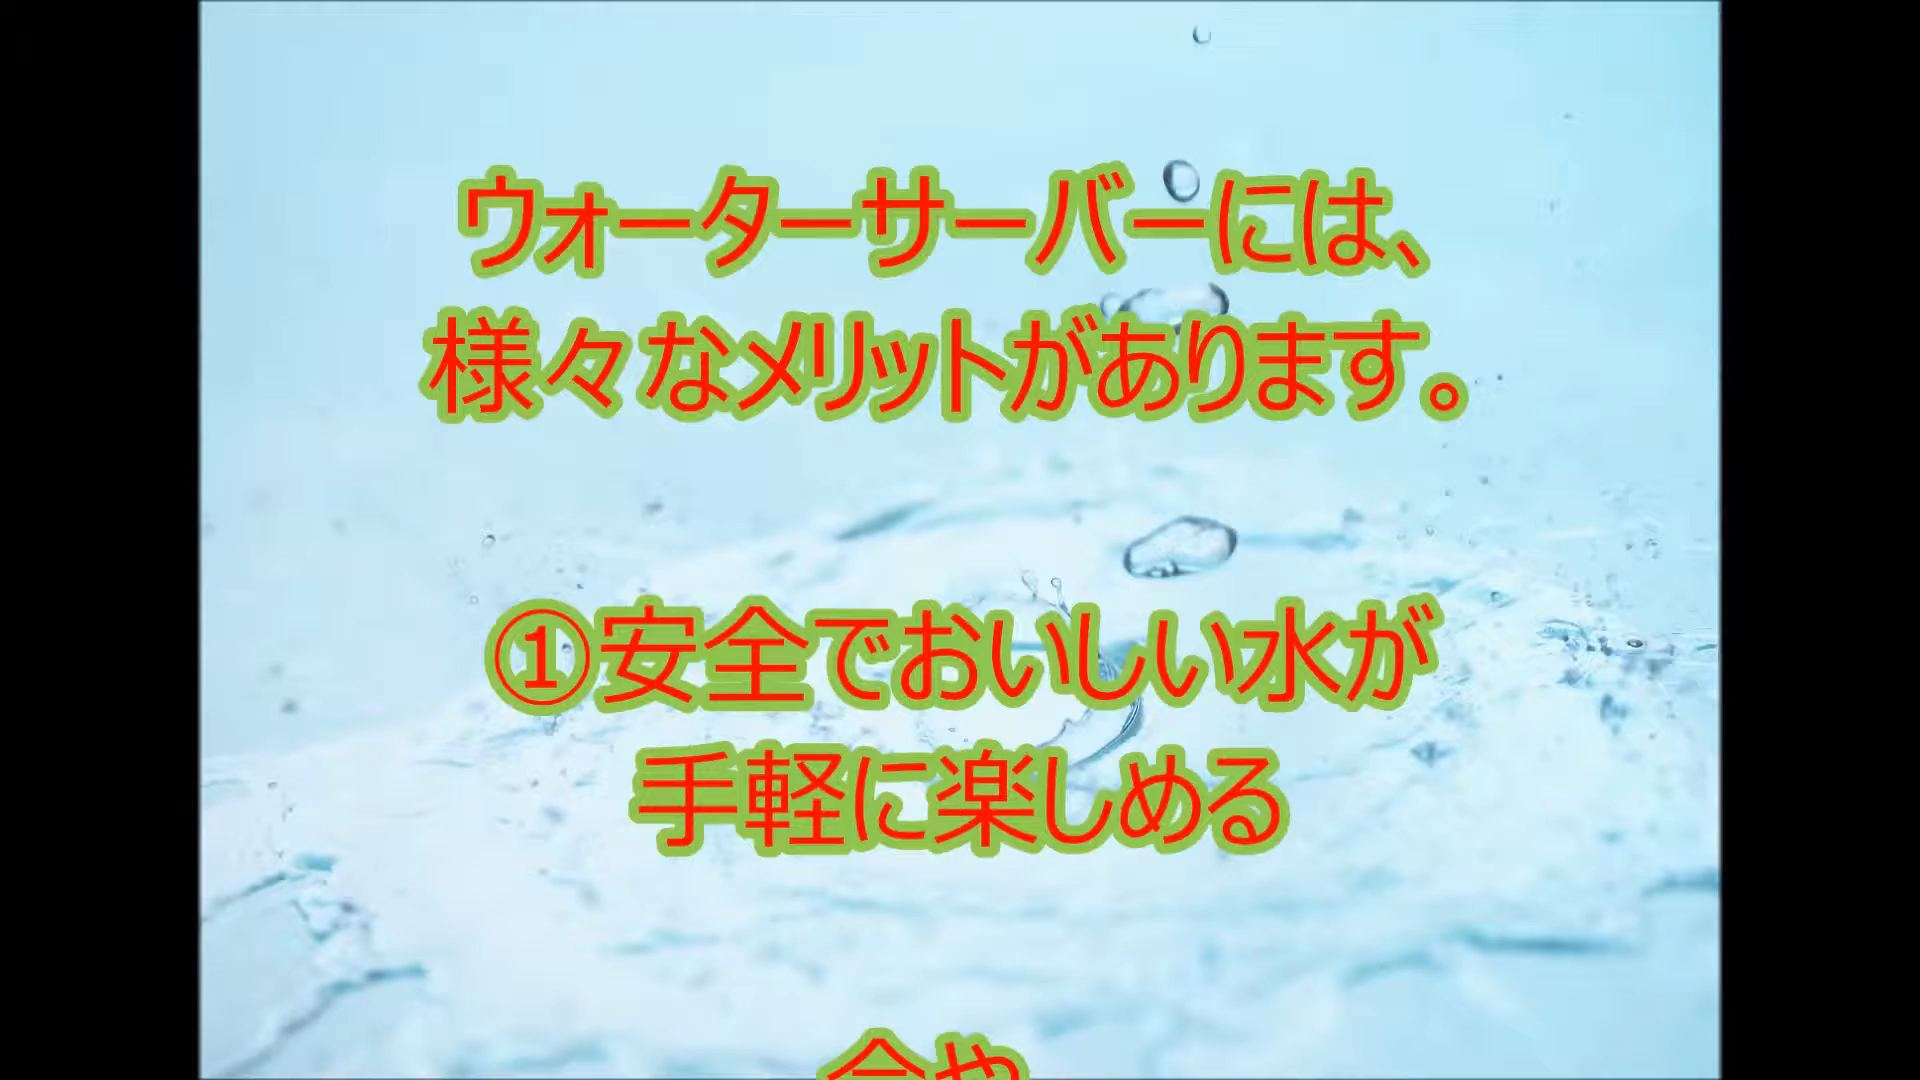 ウォーターサーバーには、
様々なメリットがあります。
①安全でおいしい水が
手軽に楽しめる
今や